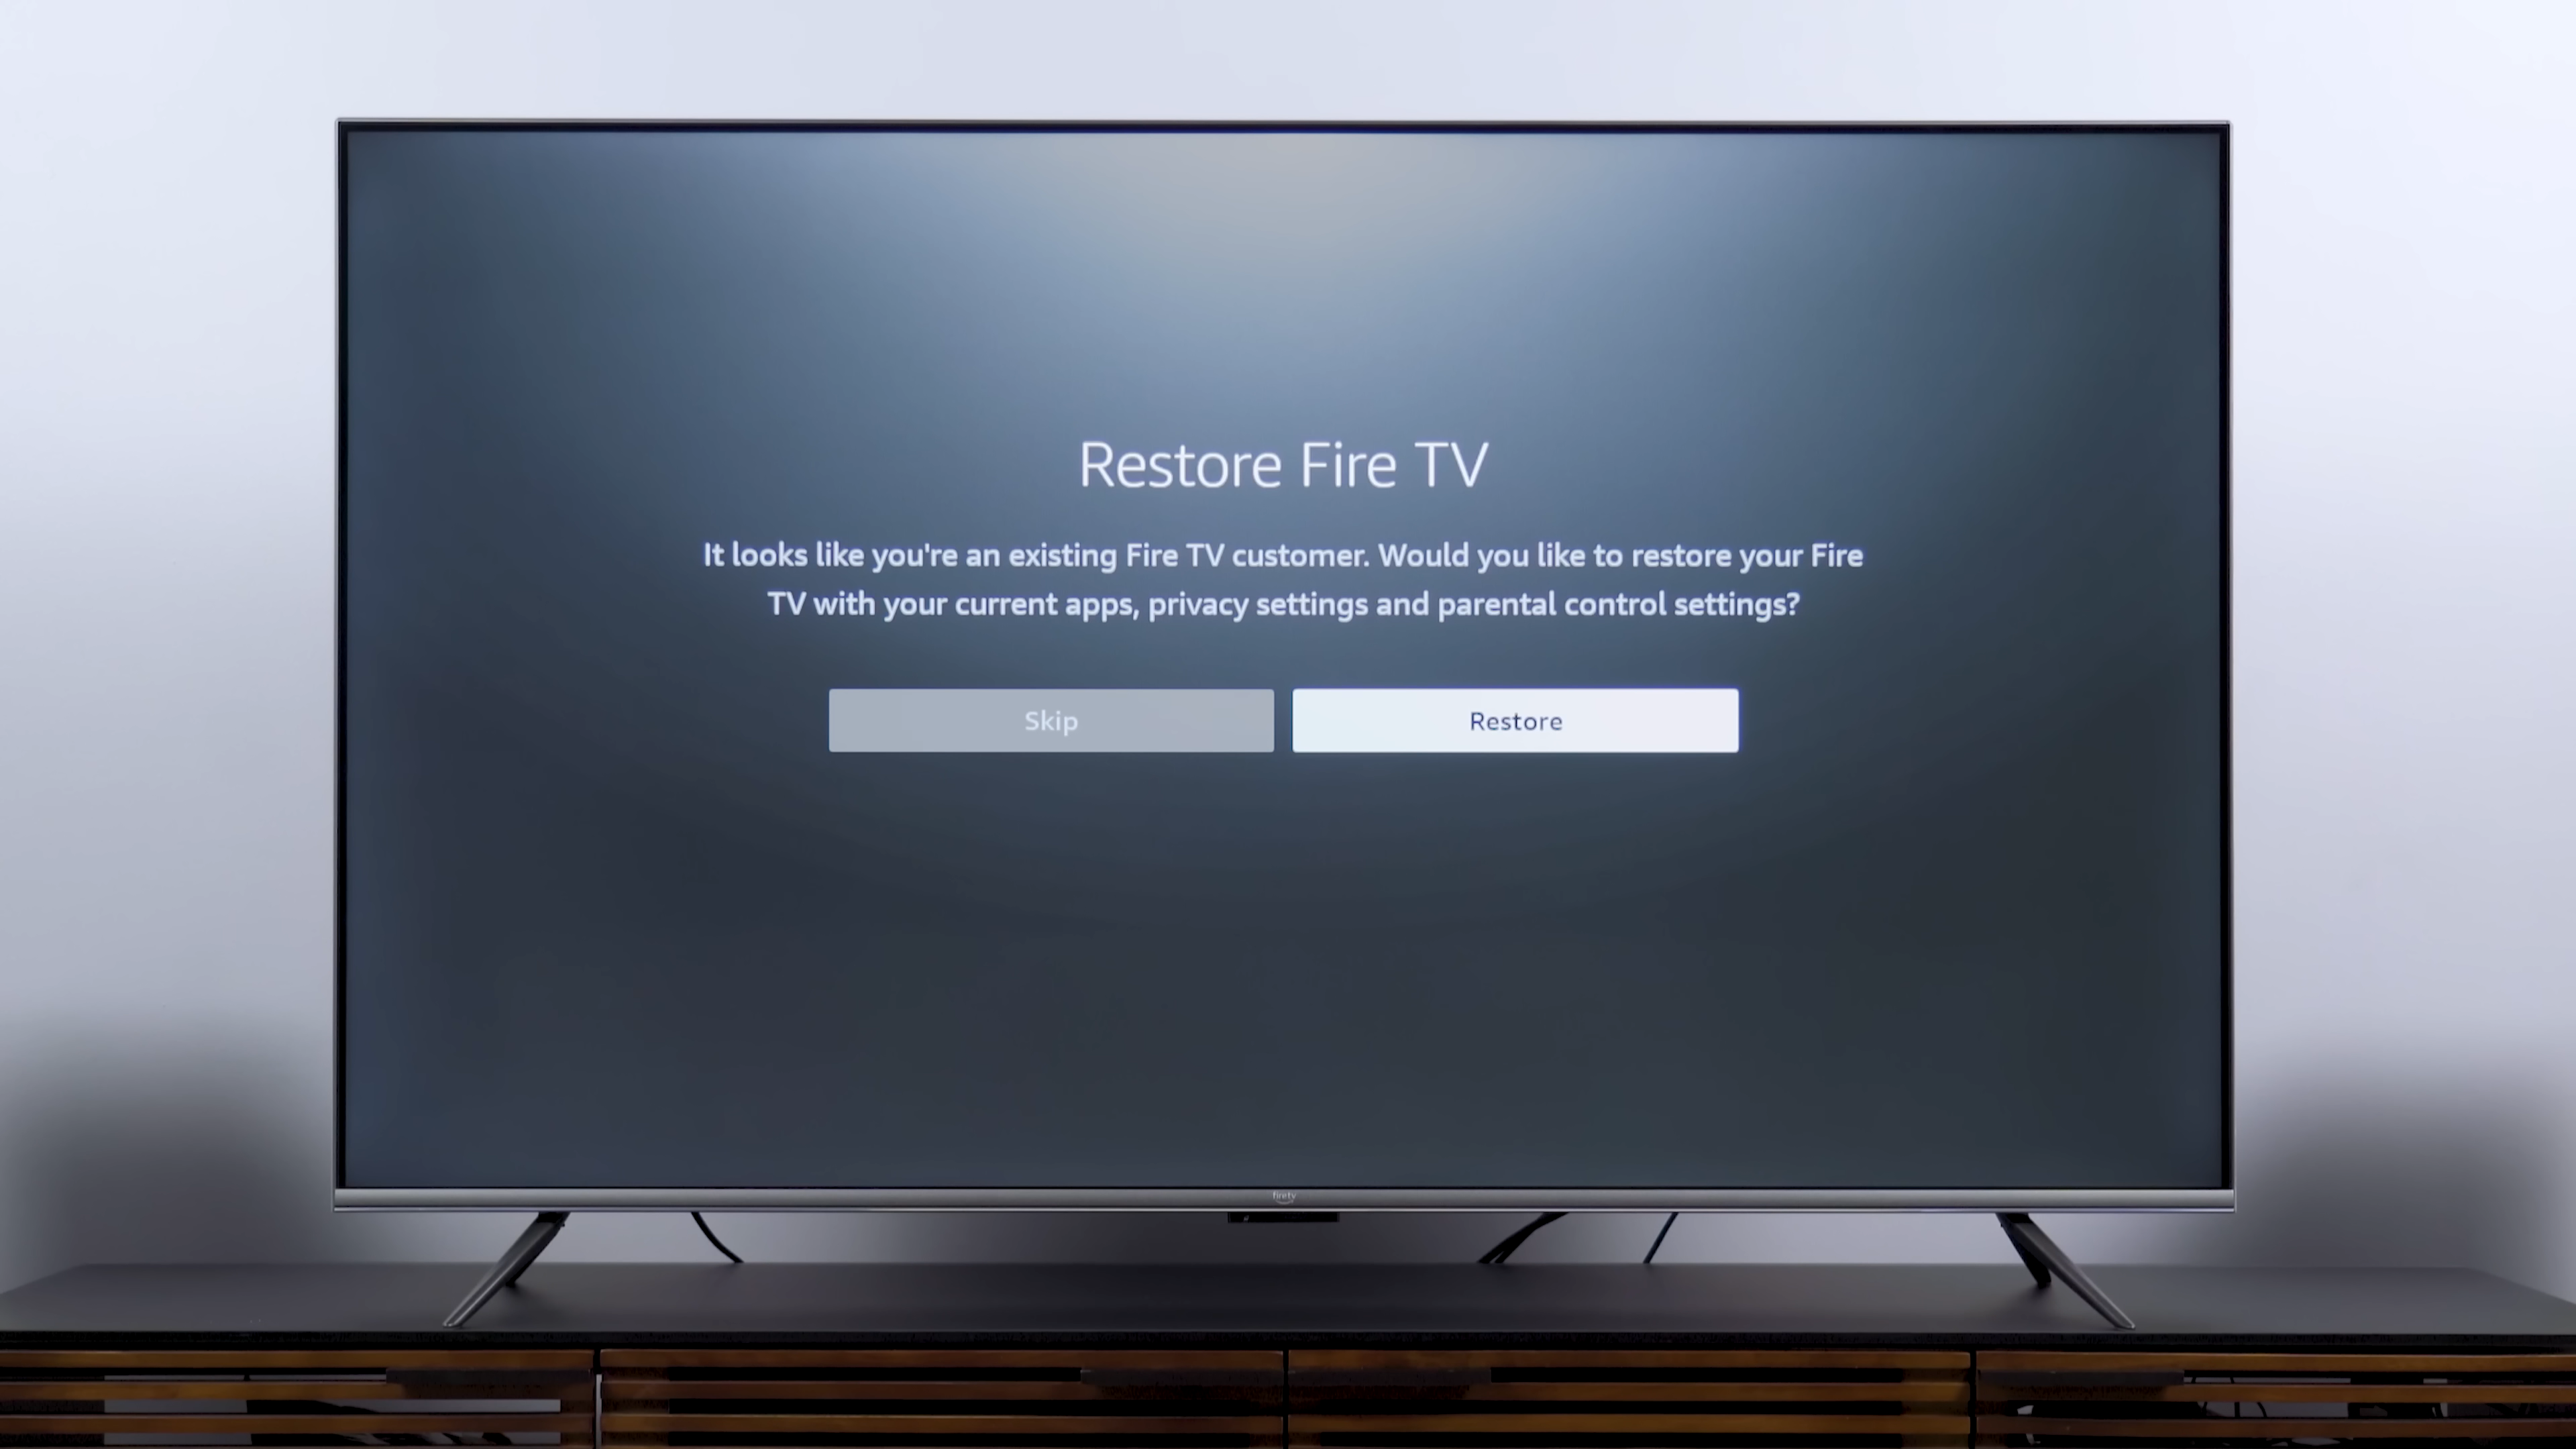 Restore Fire TV
It looks like you're an existing Fire TV customer. Would you like to restore your Fire
TV with your current apps, privacy settings and parental control settings?
Skip
Restore
firetv